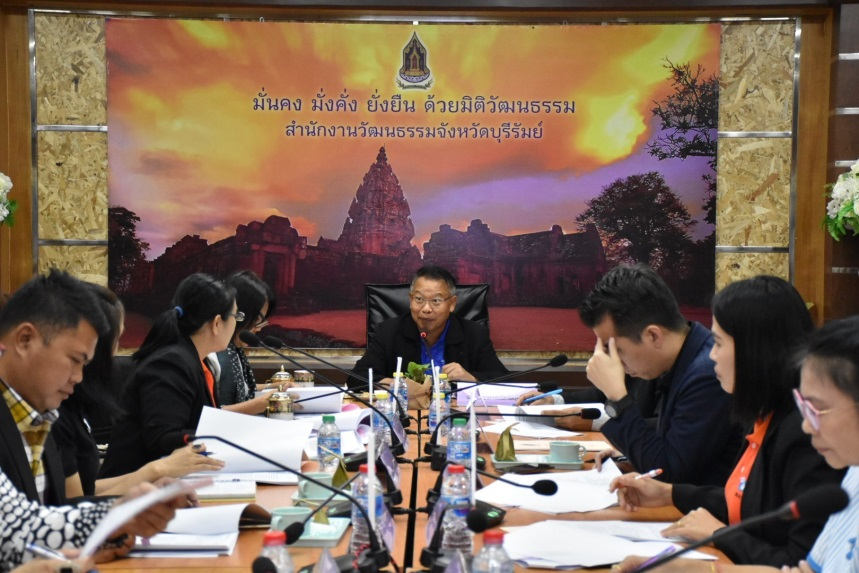 มั่นคง มั่งคั่ง ยั่งยืน ด้วยมิติวัฒนธรรม
สำนักงานวัฒนธรรมจังหวัดบุรีรัมย์